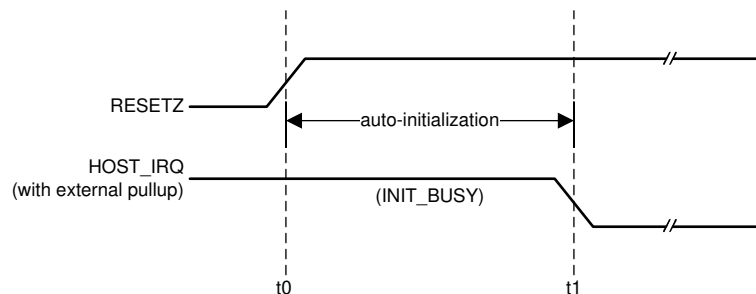 RESETZ
auto-initialization
HOST_IRQ
(with external pullup)
(INIT_BUSY)
t0
t1